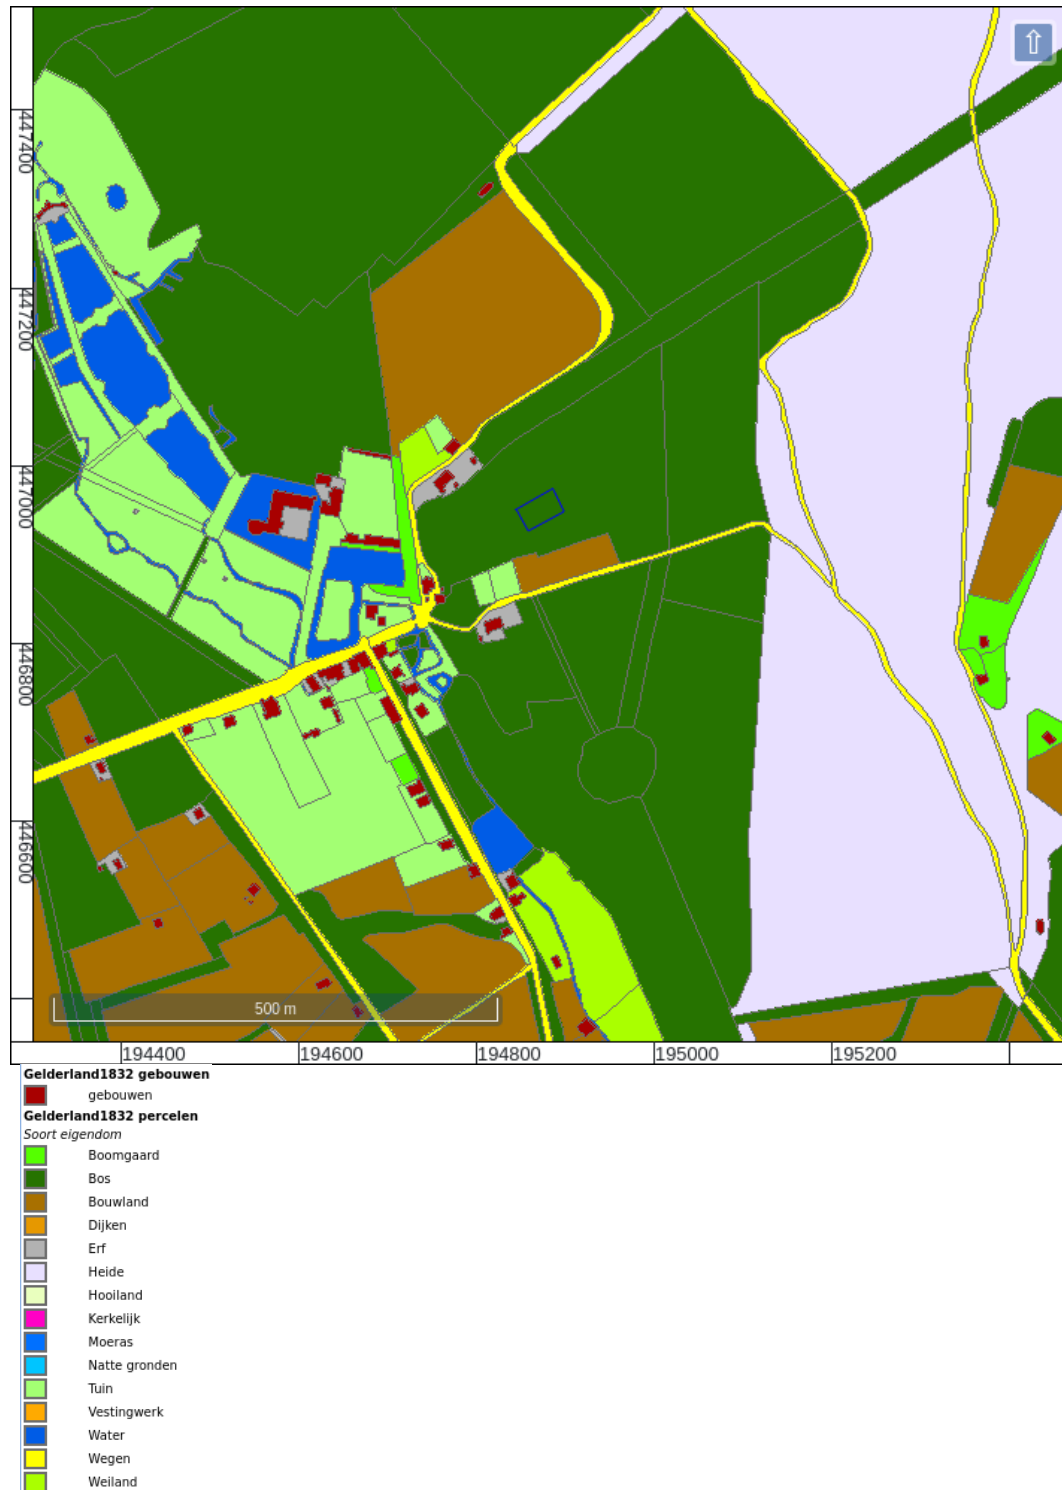 447400
447200
447000
446800
446600
500 m
194400
194600
194800
195000
195200
Gelderland1832 gebouwen
gebouwen
Gelderland1832 percelen
Soort eigendom
Boomgaard
Bos
Bouwland
Dijken
Erf
Heide
Hooiland
Kerkelijk
Moeras
Natte gronden
Tuin
Vestingwerk
Water
Wegen
Weiland